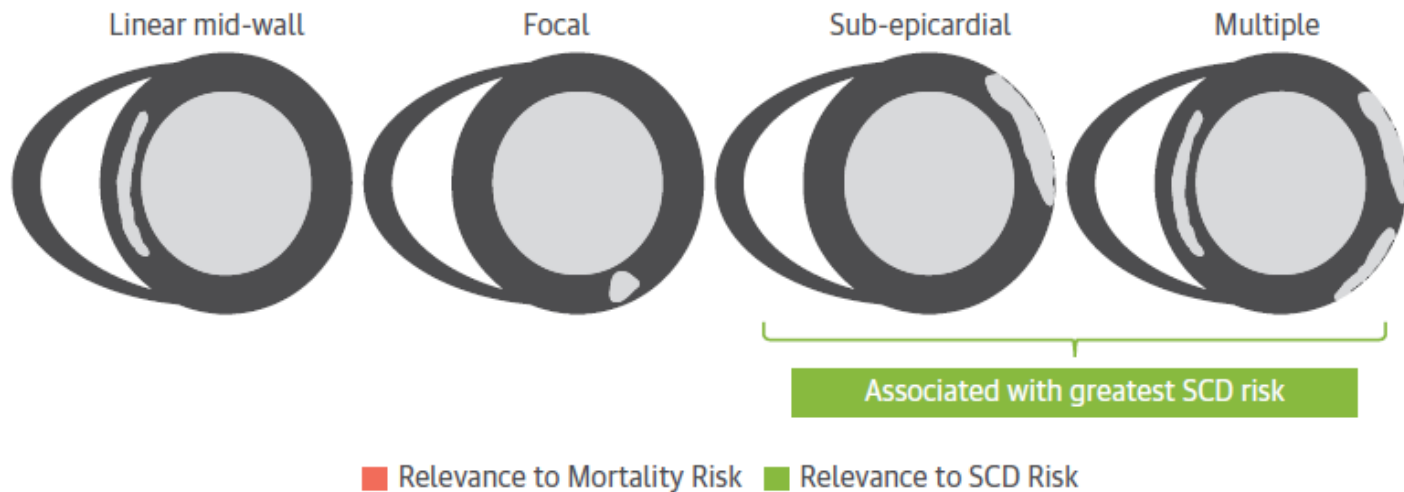 Linear mid-wall
Focal
Sub-epicardial
Multiple
Associated with greatest SCD risk
Relevance to Mortality Risk
Relevance to SCD Risk